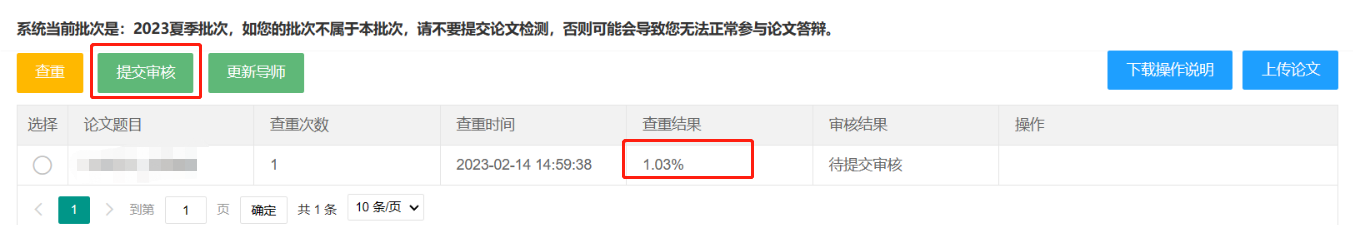 系统当前批次是：2023夏季批次，如您的批次不属于本批次，请不要提交论文检测，否则可能会导致您无法正常参与论文答辩。
查重 提交审核 更新导师 下载操作说明 上传论文
选择 论文题目 查重次数 查重时间 查重结果 审核结果 操作
1 2023-02-14 14:59:38 1.03% 待提交审核
1 到第 1 页 确定 共 1 条 10 条/页